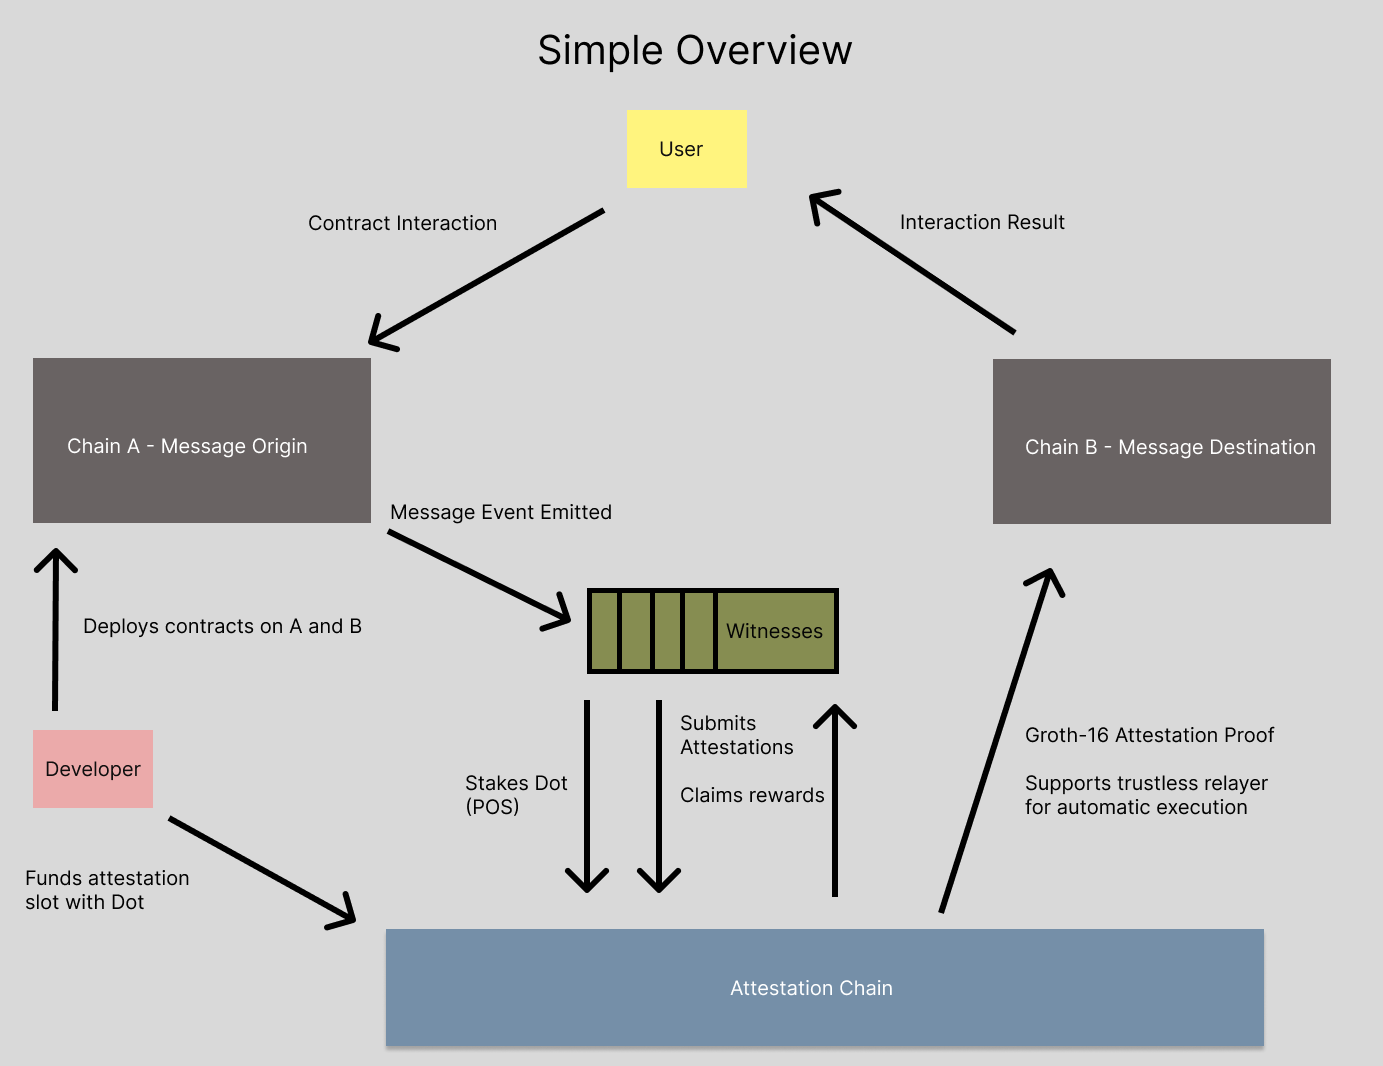 Simple Overview
User
Contract Interaction
Interaction Result
Chain A - Message Origin
Chain B - Message Destination
Message Event Emitted
Deploys contracts on A and B
Witnesses
Developer
Stakes Dot
(POS)
Submits
Attestations
Claims rewards
Groth-16 Attestation Proof
Supports trustless relayer
for automatic execution
Funds attestation
slot with Dot
Attestation Chain